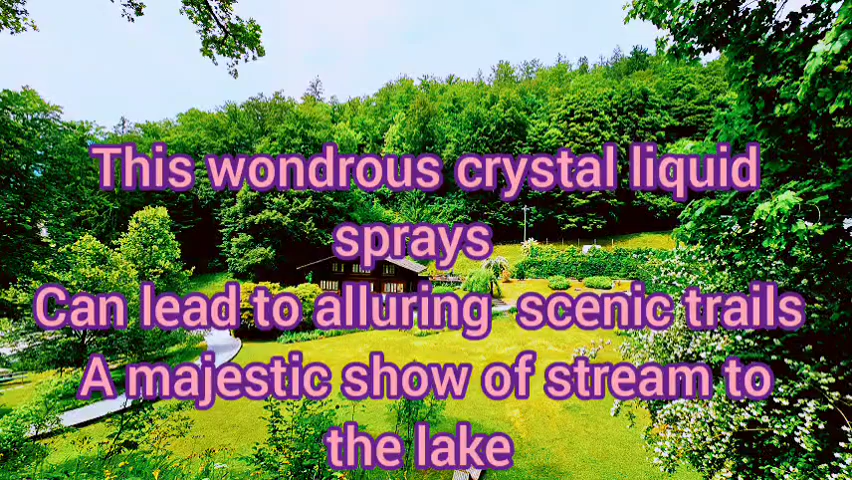 This wondrous crystal liquid
sprays
Can lead to alluring scenic trails
A majestic show of stream to
the lake